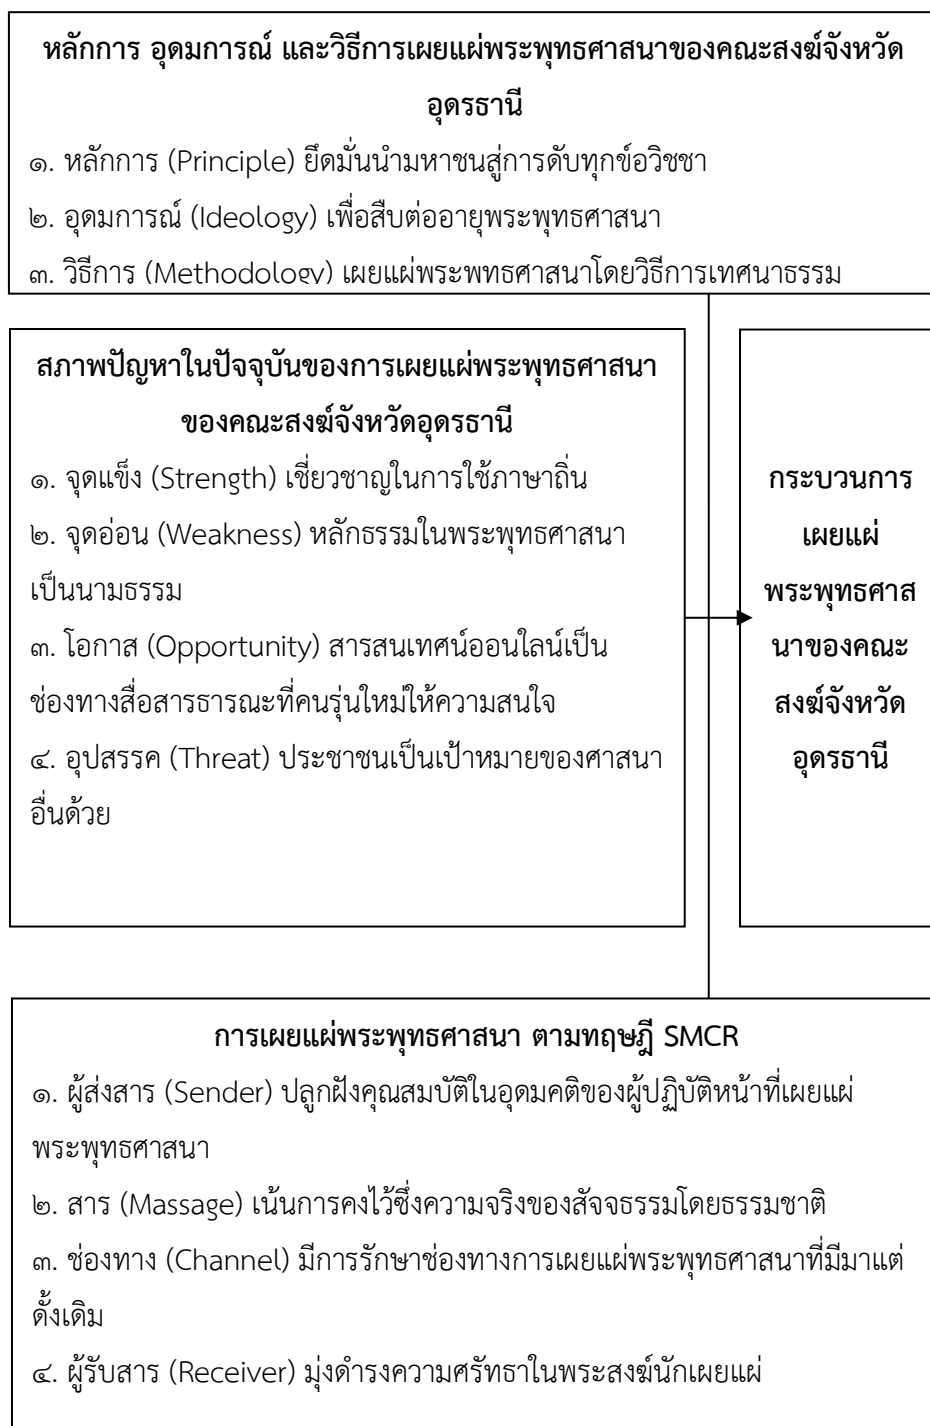 หลักการ อุดมการณ์ และวิธีการเผยแผ่พระพุทธศาสนาของคณะสงฆ์จังหวัด
อุดรธานี
๑. หลักการ (Principle) ยึดมั่นนำมหาชนสู่การดับทุกข์อวิชชา
๒. อุดมการณ์ (Ideology) เพื่อสืบต่ออายุพระพุทธศาสนา
๓. วิธีการ (Methodology) เผยแผ่พระพทธศาสนาโดยวิธีการเทศนาธรรม
สภาพปัญหาในปัจจุบันของการเผยแผ่พระพุทธศาสนา
ของคณะสงฆ์จังหวัดอุดรธานี
๑. จุดแข็ง (Strength) เชี่ยวชาญในการใช้ภาษาถิ่น
๒. จุดอ่อน (Weakness) หลักธรรมในพระพุทธศาสนา
เป็นนามธรรม
๓. โอกาส (Opportunity) สารสนเทศน์ออนไลน์เป็น
ช่องทางสื่อสารธารณะที่คนรุ่นใหม่ให้ความสนใจ
๔. อุปสรรค (Threat) ประชาชนเป็นเป้าหมายของศาสนา
อื่นด้วย
กระบวนการ
เผยแผ่
พระพุทธศาส
นาของคณะ
สงฆ์จังหวัด
อุดรธานี
การเผยแผ่พระพุทธศาสนา ตามทฤษฎี SMCR
๑. ผู้ส่งสาร (Sender) ปลูกฝังคุณสมบัติในอุดมคติของผู้ปฏิบัติหน้าที่เผยแผ่
พระพุทธศาสนา
๒. สาร (Massage) เน้นการคงไว้ซึ่งความจริงของสัจจธรรมโดยธรรมชาติ
๓. ช่องทาง (Channel) มีการรักษาช่องทางการเผยแผ่พระพุทธศาสนาที่มีมาแต่
ดั้งเดิม
๔. ผู้รับสาร (Receiver) มุ่งดำรงความศรัทธาในพระสงฆ์นักเผยแผ่